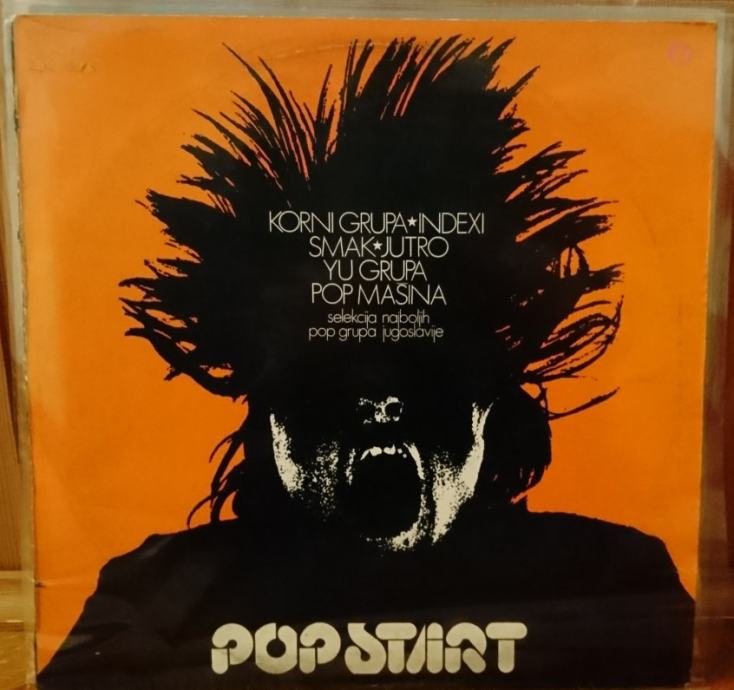 KORNI GRUPA★INDEXI
SMAK★JUTRO
YU GRUPA
POP MAŠINA
selekcija najboljih
pop grupa jugoslavije
POP START